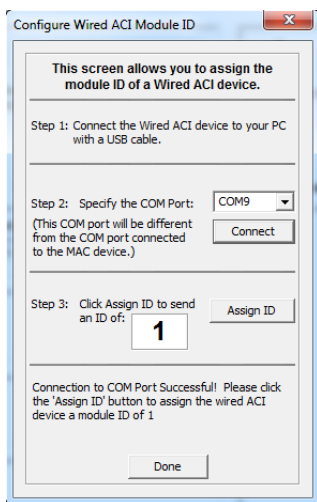 Configure Wired ACI Module ID
This screen allows you to assign the
module ID of a Wired ACI device.
Step 1: Connect the Wired ACI device to your PC
with a USB cable.
Step 2: Specify the COM Port: COM9
(This COM port will be different
from the COM port connected
to the MAC device.)
Connect
Step 3: Click Assign ID to send
an ID of: 1
Assign ID
Connection to COM Port Successful! Please click
the 'Assign ID' button to assign the wired ACI
device a module ID of 1
Done